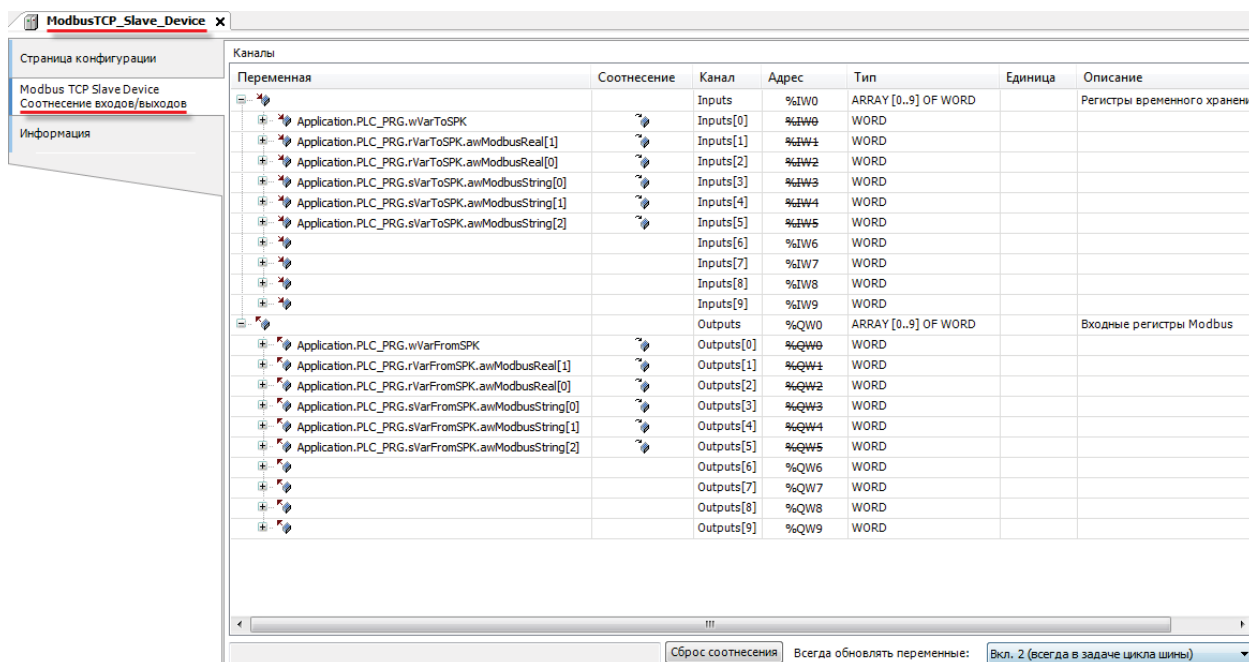 ModbusTCP_Slave_Device X
Страница конфигурации
Modbus TCP Slave Device
Соотнесение входов/выходов
Информация
Каналы
Переменная Соотнесение Канал Адрес Тип Единица Описание
Inputs %IW0 ARRAY [0..9] OF WORD Регистры временного хранени
Application.PLC_PRG.wVarToSPK Inputs[0] %IW0 WORD
Application.PLC_PRG.rVarToSPK.awModbusReal[1] Inputs[1] %IW1 WORD
Application.PLC_PRG.rVarToSPK.awModbusReal[0] Inputs[2] %IW2 WORD
Application.PLC_PRG.sVarToSPK.awModbusString[0] Inputs[3] %IW3 WORD
Application.PLC_PRG.sVarToSPK.awModbusString[1] Inputs[4] %IW4 WORD
Application.PLC_PRG.sVarToSPK.awModbusString[2] Inputs[5] %IW5 WORD
Inputs[6] %IW6 WORD
Inputs[7] %IW7 WORD
Inputs[8] %IW8 WORD
Inputs[9] %IW9 WORD
Outputs %QW0 ARRAY [0..9] OF WORD Входные регистры Modbus
Application.PLC_PRG.wVarFromSPK Outputs[0] %QW0 WORD
Application.PLC_PRG.rVarFromSPK.awModbusReal[1] Outputs[1] %QW1 WORD
Application.PLC_PRG.rVarFromSPK.awModbusReal[0] Outputs[2] %QW2 WORD
Application.PLC_PRG.sVarFromSPK.awModbusString[0] Outputs[3] %QW3 WORD
Application.PLC_PRG.sVarFromSPK.awModbusString[1] Outputs[4] %QW4 WORD
Application.PLC_PRG.sVarFromSPK.awModbusString[2] Outputs[5] %QW5 WORD
Outputs[6] %QW6 WORD
Outputs[7] %QW7 WORD
Outputs[8] %QW8 WORD
Outputs[9] %QW9 WORD
Сброс соотнесения Всегда обновлять переменные: Вкл. 2 (всегда в задаче цикла шины)